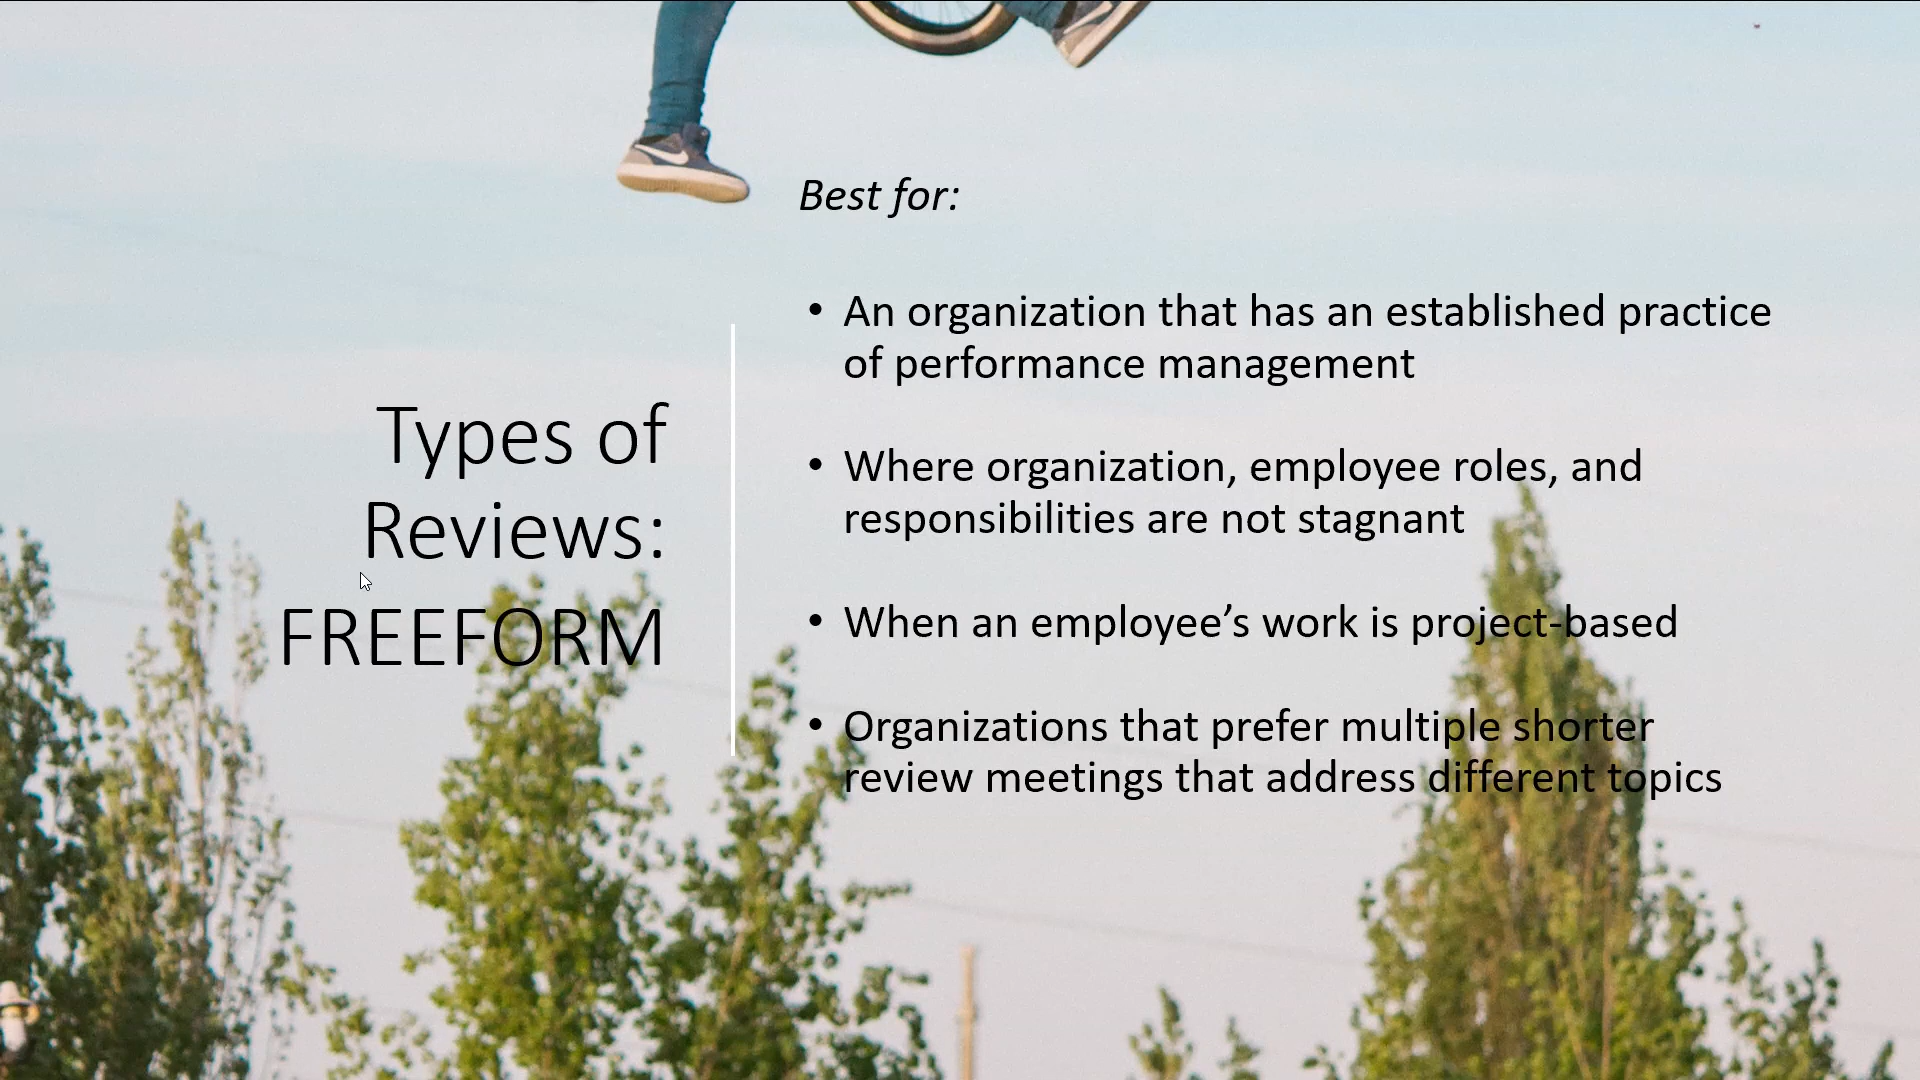 Types of
Reviews:
FREEFORM
Best for:
• An organization that has an established practice
of performance management
• Where organization, employee roles, and
responsibilities are not stagnant
• When an employee’s work is project-based
• Organizations that prefer multiple shorter
review meetings that address different topics